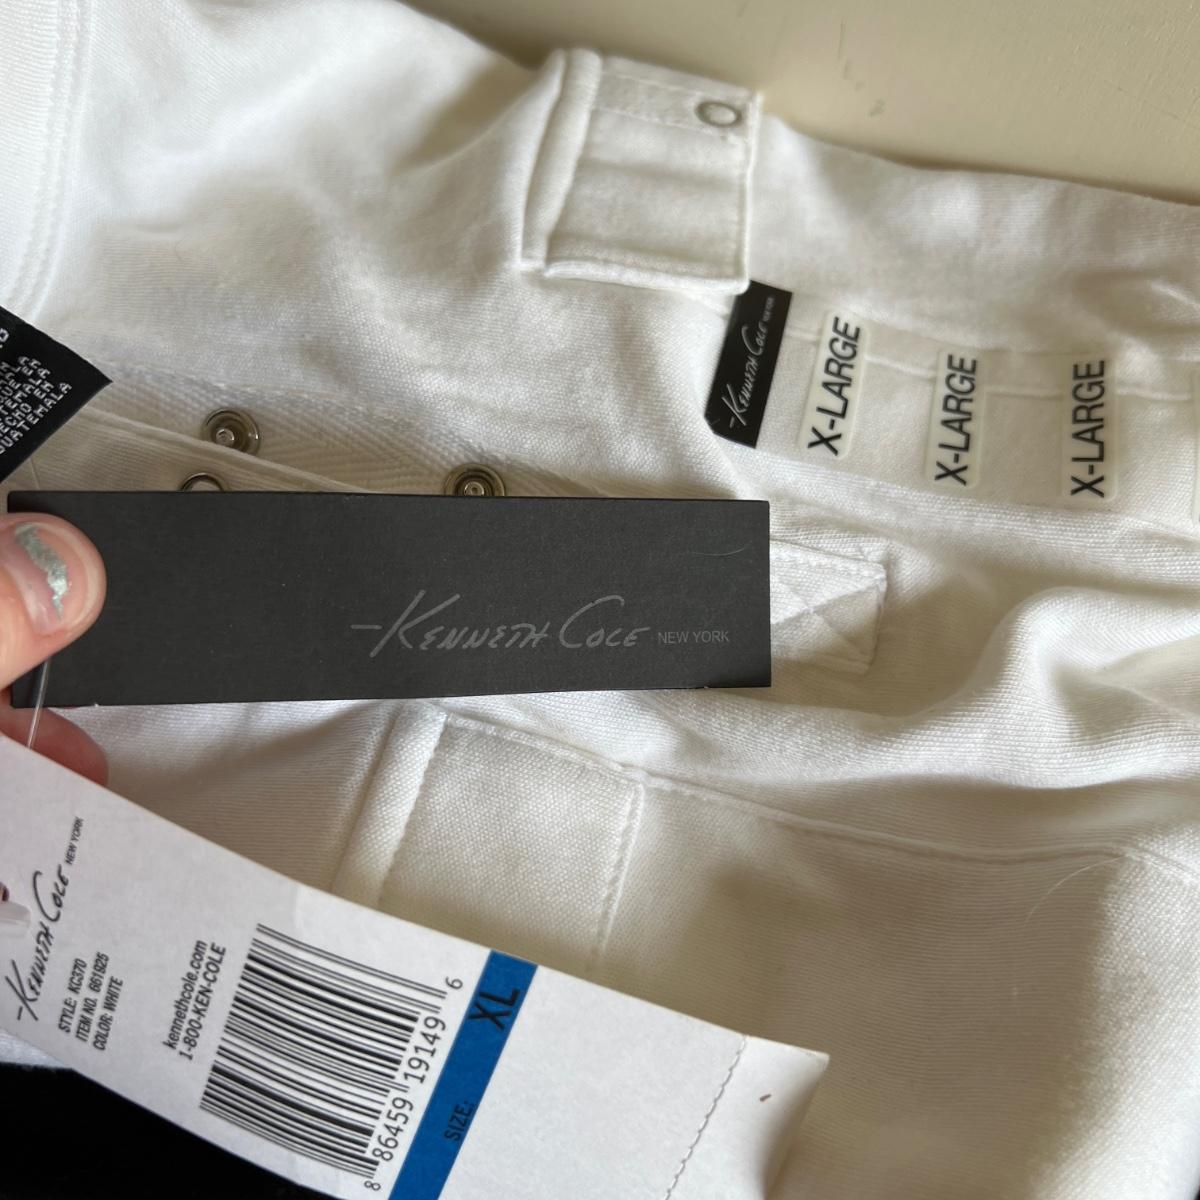 KENNETH COLE NEW YORK
X-LARGE
X-LARGE
X-LARGE
KENNETH COLE NEW YORK
KENNETH COLE NEW YORK
STYLE: KC370
ITEM NO. 661925
COLOR: WHITE
kennethcole.com
1-800-KEN-COLE
8 86459 19149 6
SIZE: XL
GUATEMALA